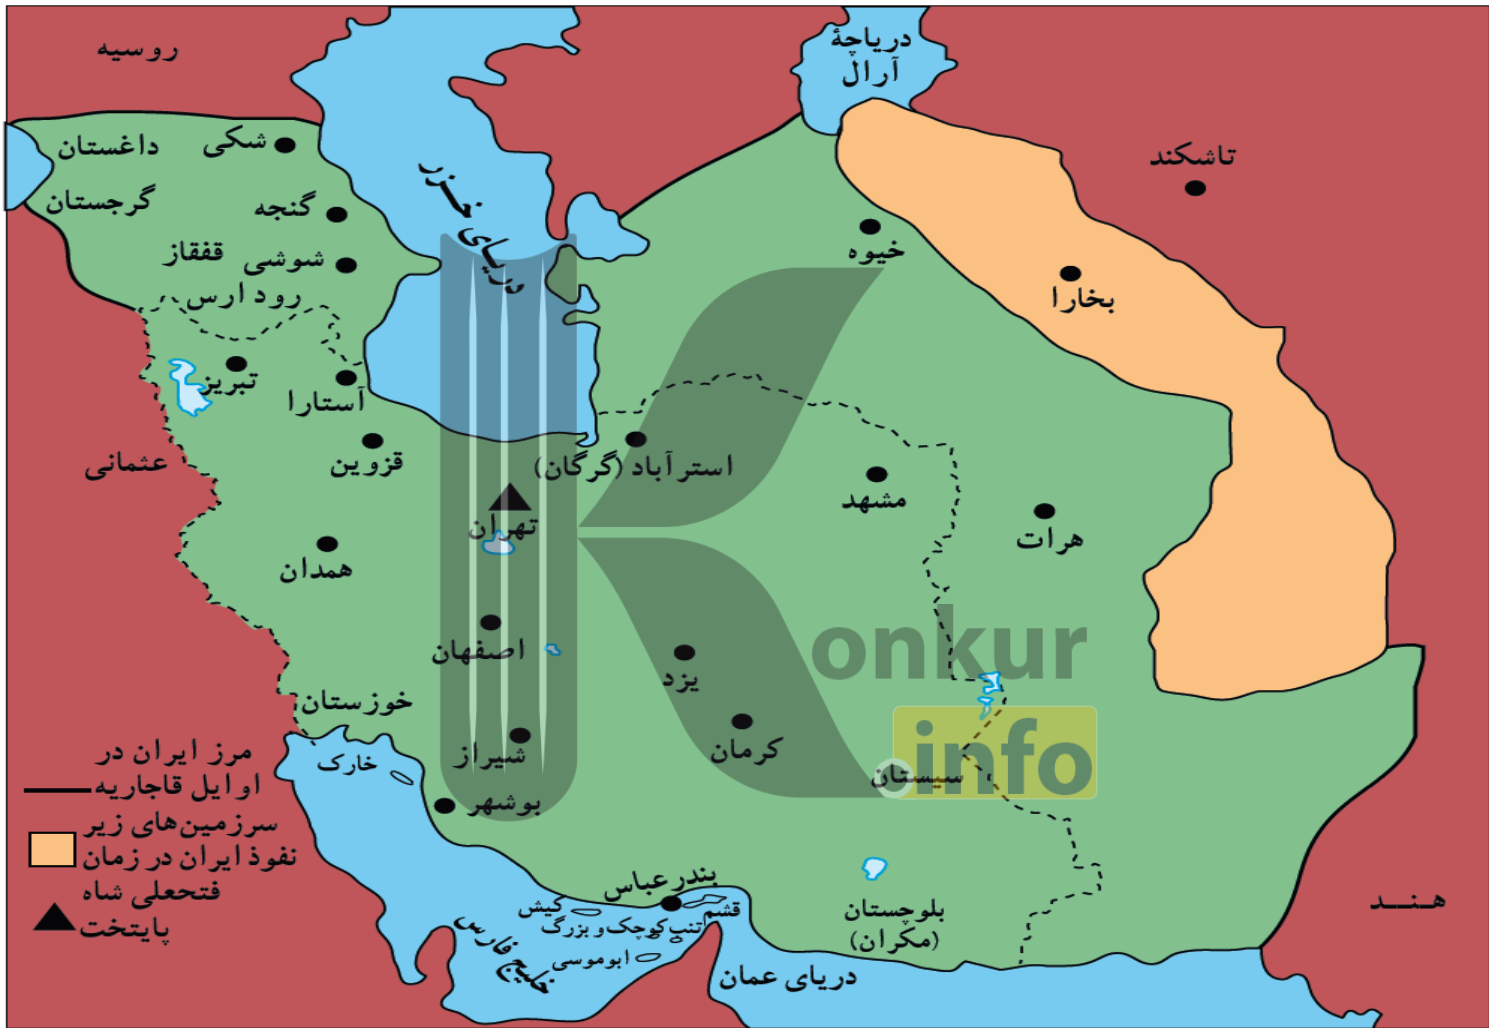 روسیه
دریاچهٔ
آرال
تاشکند
شکی
داغستان
گرجستان
گنجه
قفقاز
شوشی
رود ارس
دریای خزر
خیوه
بخارا
تبریز
آستارا
عثمانی
قزوین
استرآباد (گرگان)
مشهد
هرات
تهران
همدان
اصفهان
یزد
خوزستان
خارک
شیراز
بوشهر
کرمان
سیستان
onkur
.info
بندرعباس
قشم
کیش
تنب کوچک و بزرگ
ابوموسی
خلیج فارس
دریای عمان
بلوچستان
(مکران)
هـنـد
مرز ایران در
اوایل قاجاریه
سرزمین‌های زیر
نفوذ ایران در زمان
فتحعلی شاه
پایتخت